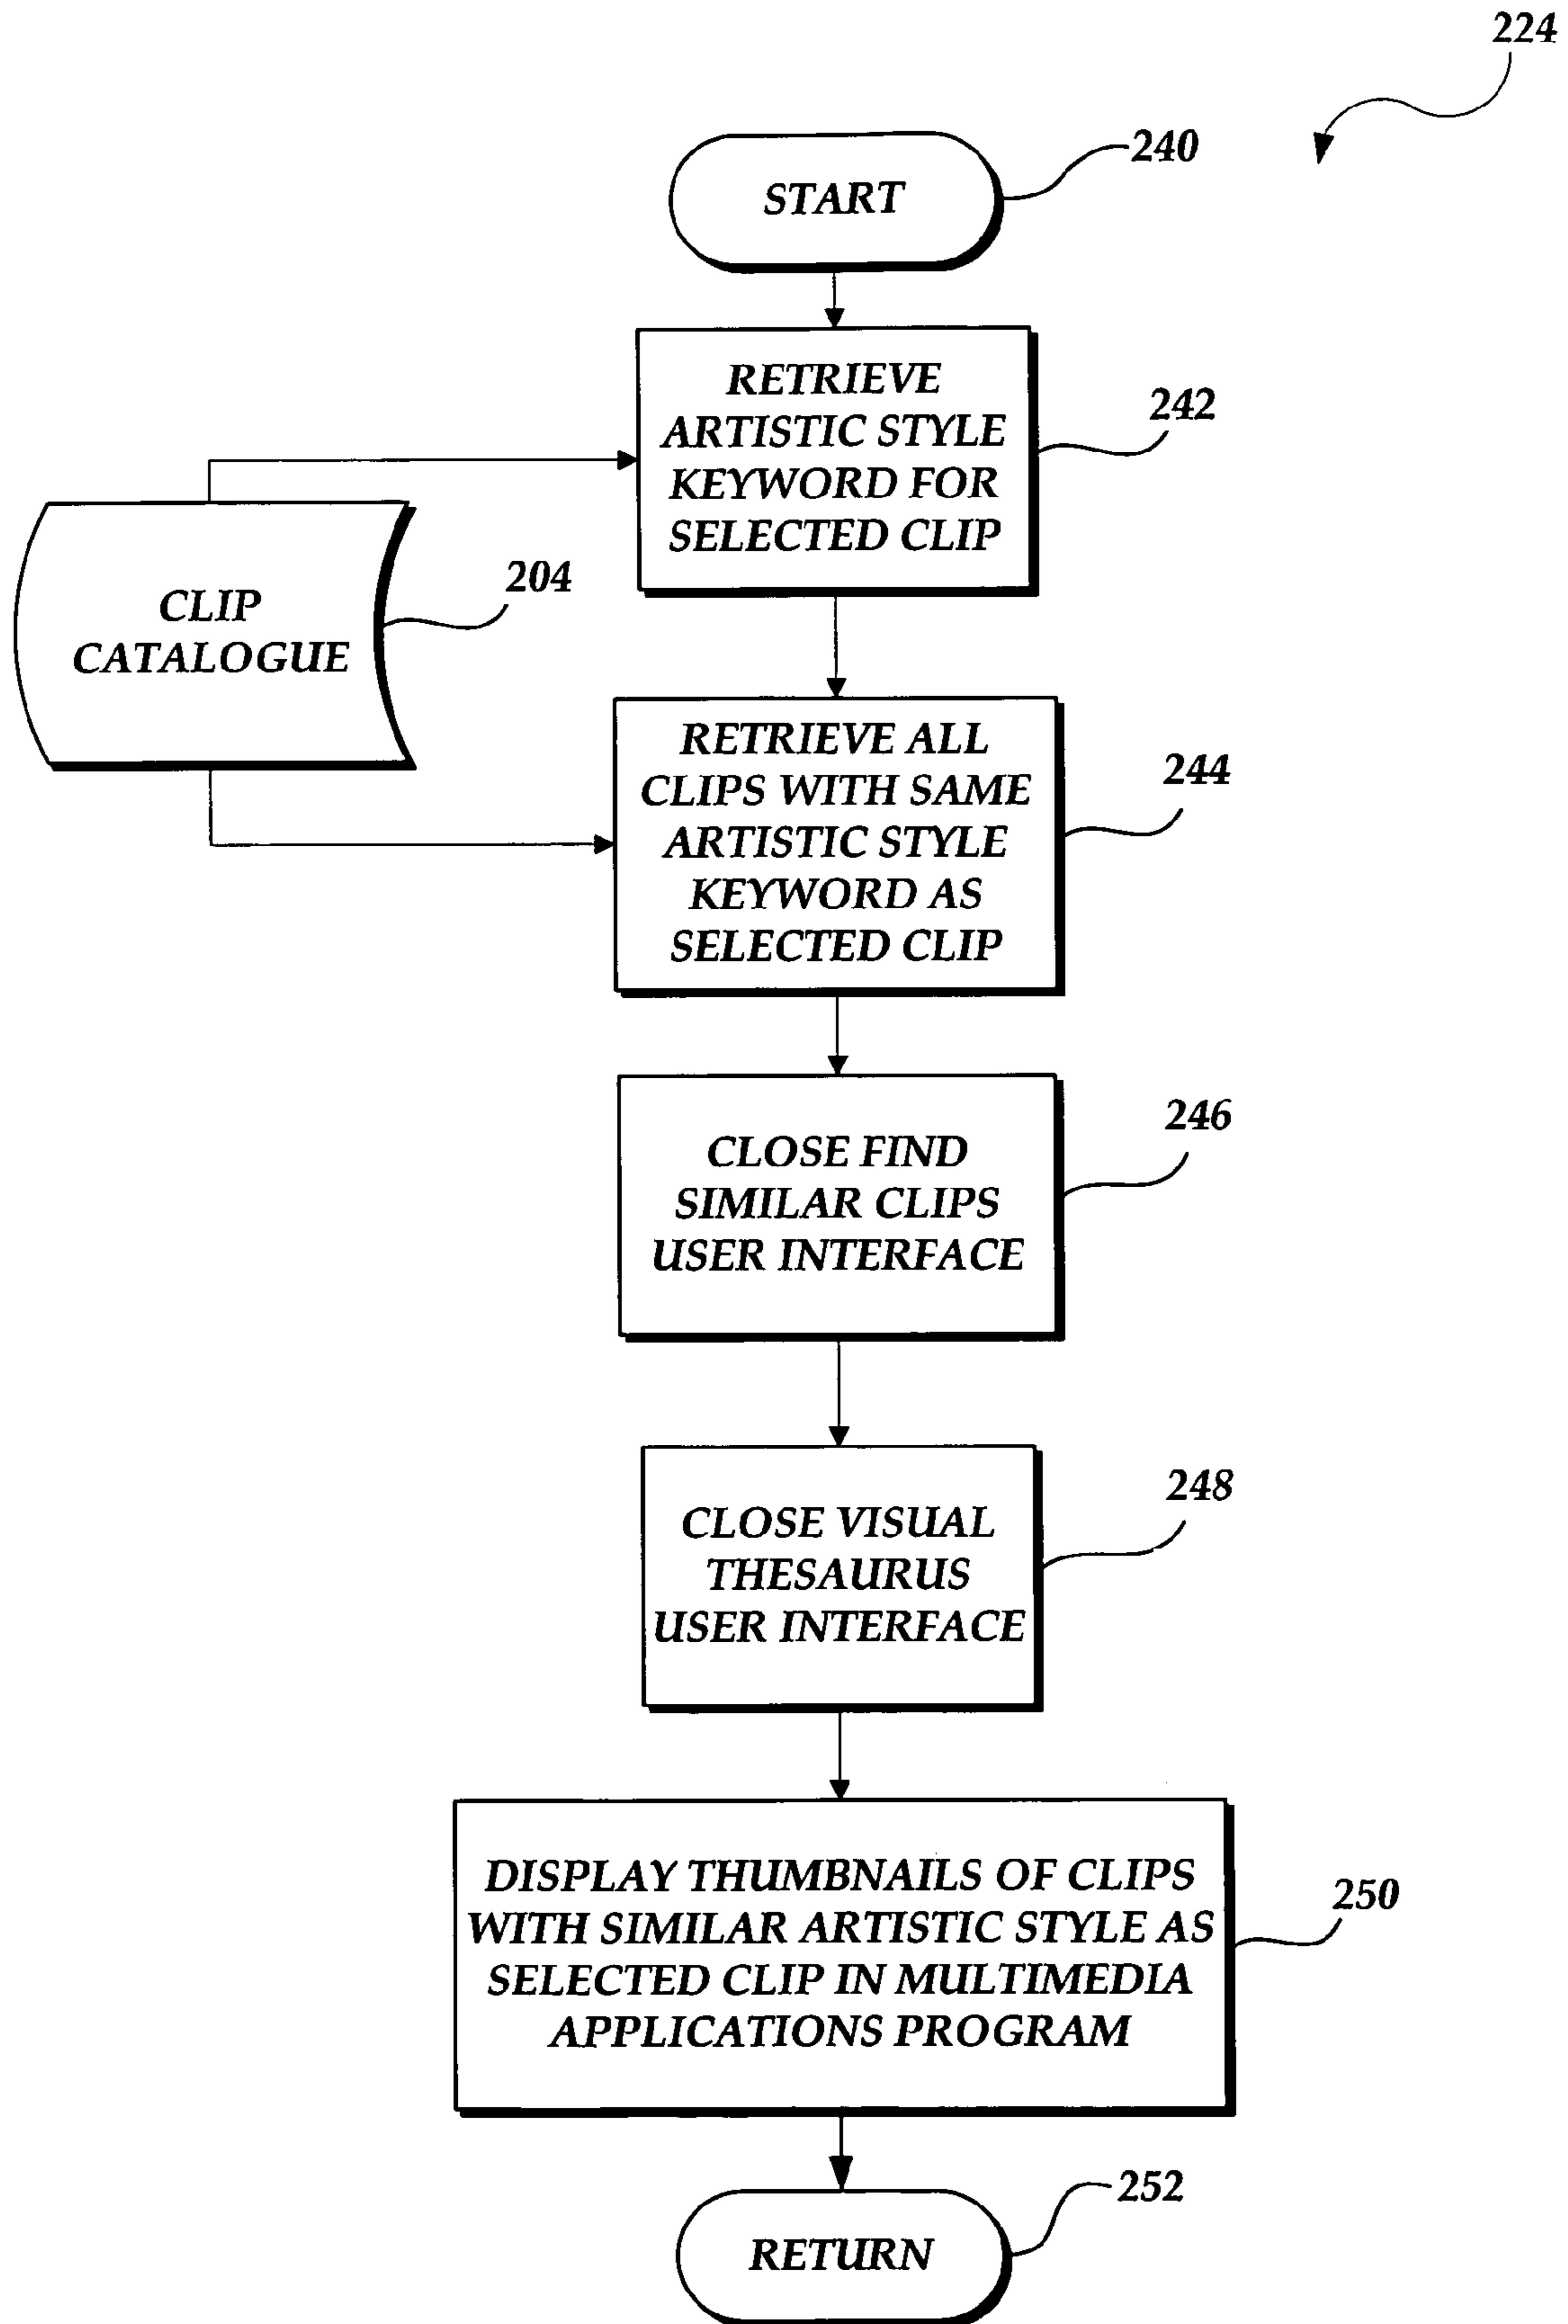 224
240
START
RETRIEVE
ARTISTIC STYLE
KEYWORD FOR
SELECTED CLIP
242
CLIP
CATALOGUE
204
RETRIEVE ALL
CLIPS WITH SAME
ARTISTIC STYLE
KEYWORD AS
SELECTED CLIP
244
CLOSE FIND
SIMILAR CLIPS
USER INTERFACE
246
CLOSE VISUAL
THESAURUS
USER INTERFACE
248
DISPLAY THUMBNAILS OF CLIPS
WITH SIMILAR ARTISTIC STYLE AS
SELECTED CLIP IN MULTIMEDIA
APPLICATIONS PROGRAM
250
RETURN
252